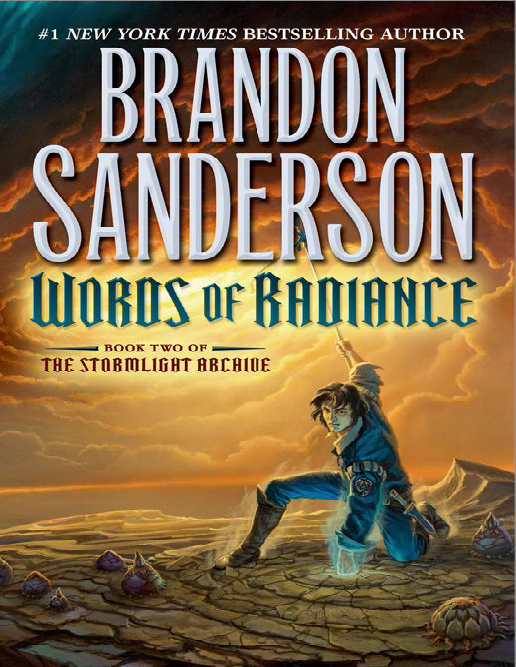 #1 NEW YORK TIMES BESTSELLING AUTHOR
BRANDON
SANDERSON
WORDS OF RADIANCE
BOOK TWO OF
THE STORMLIGHT ARCHIVE